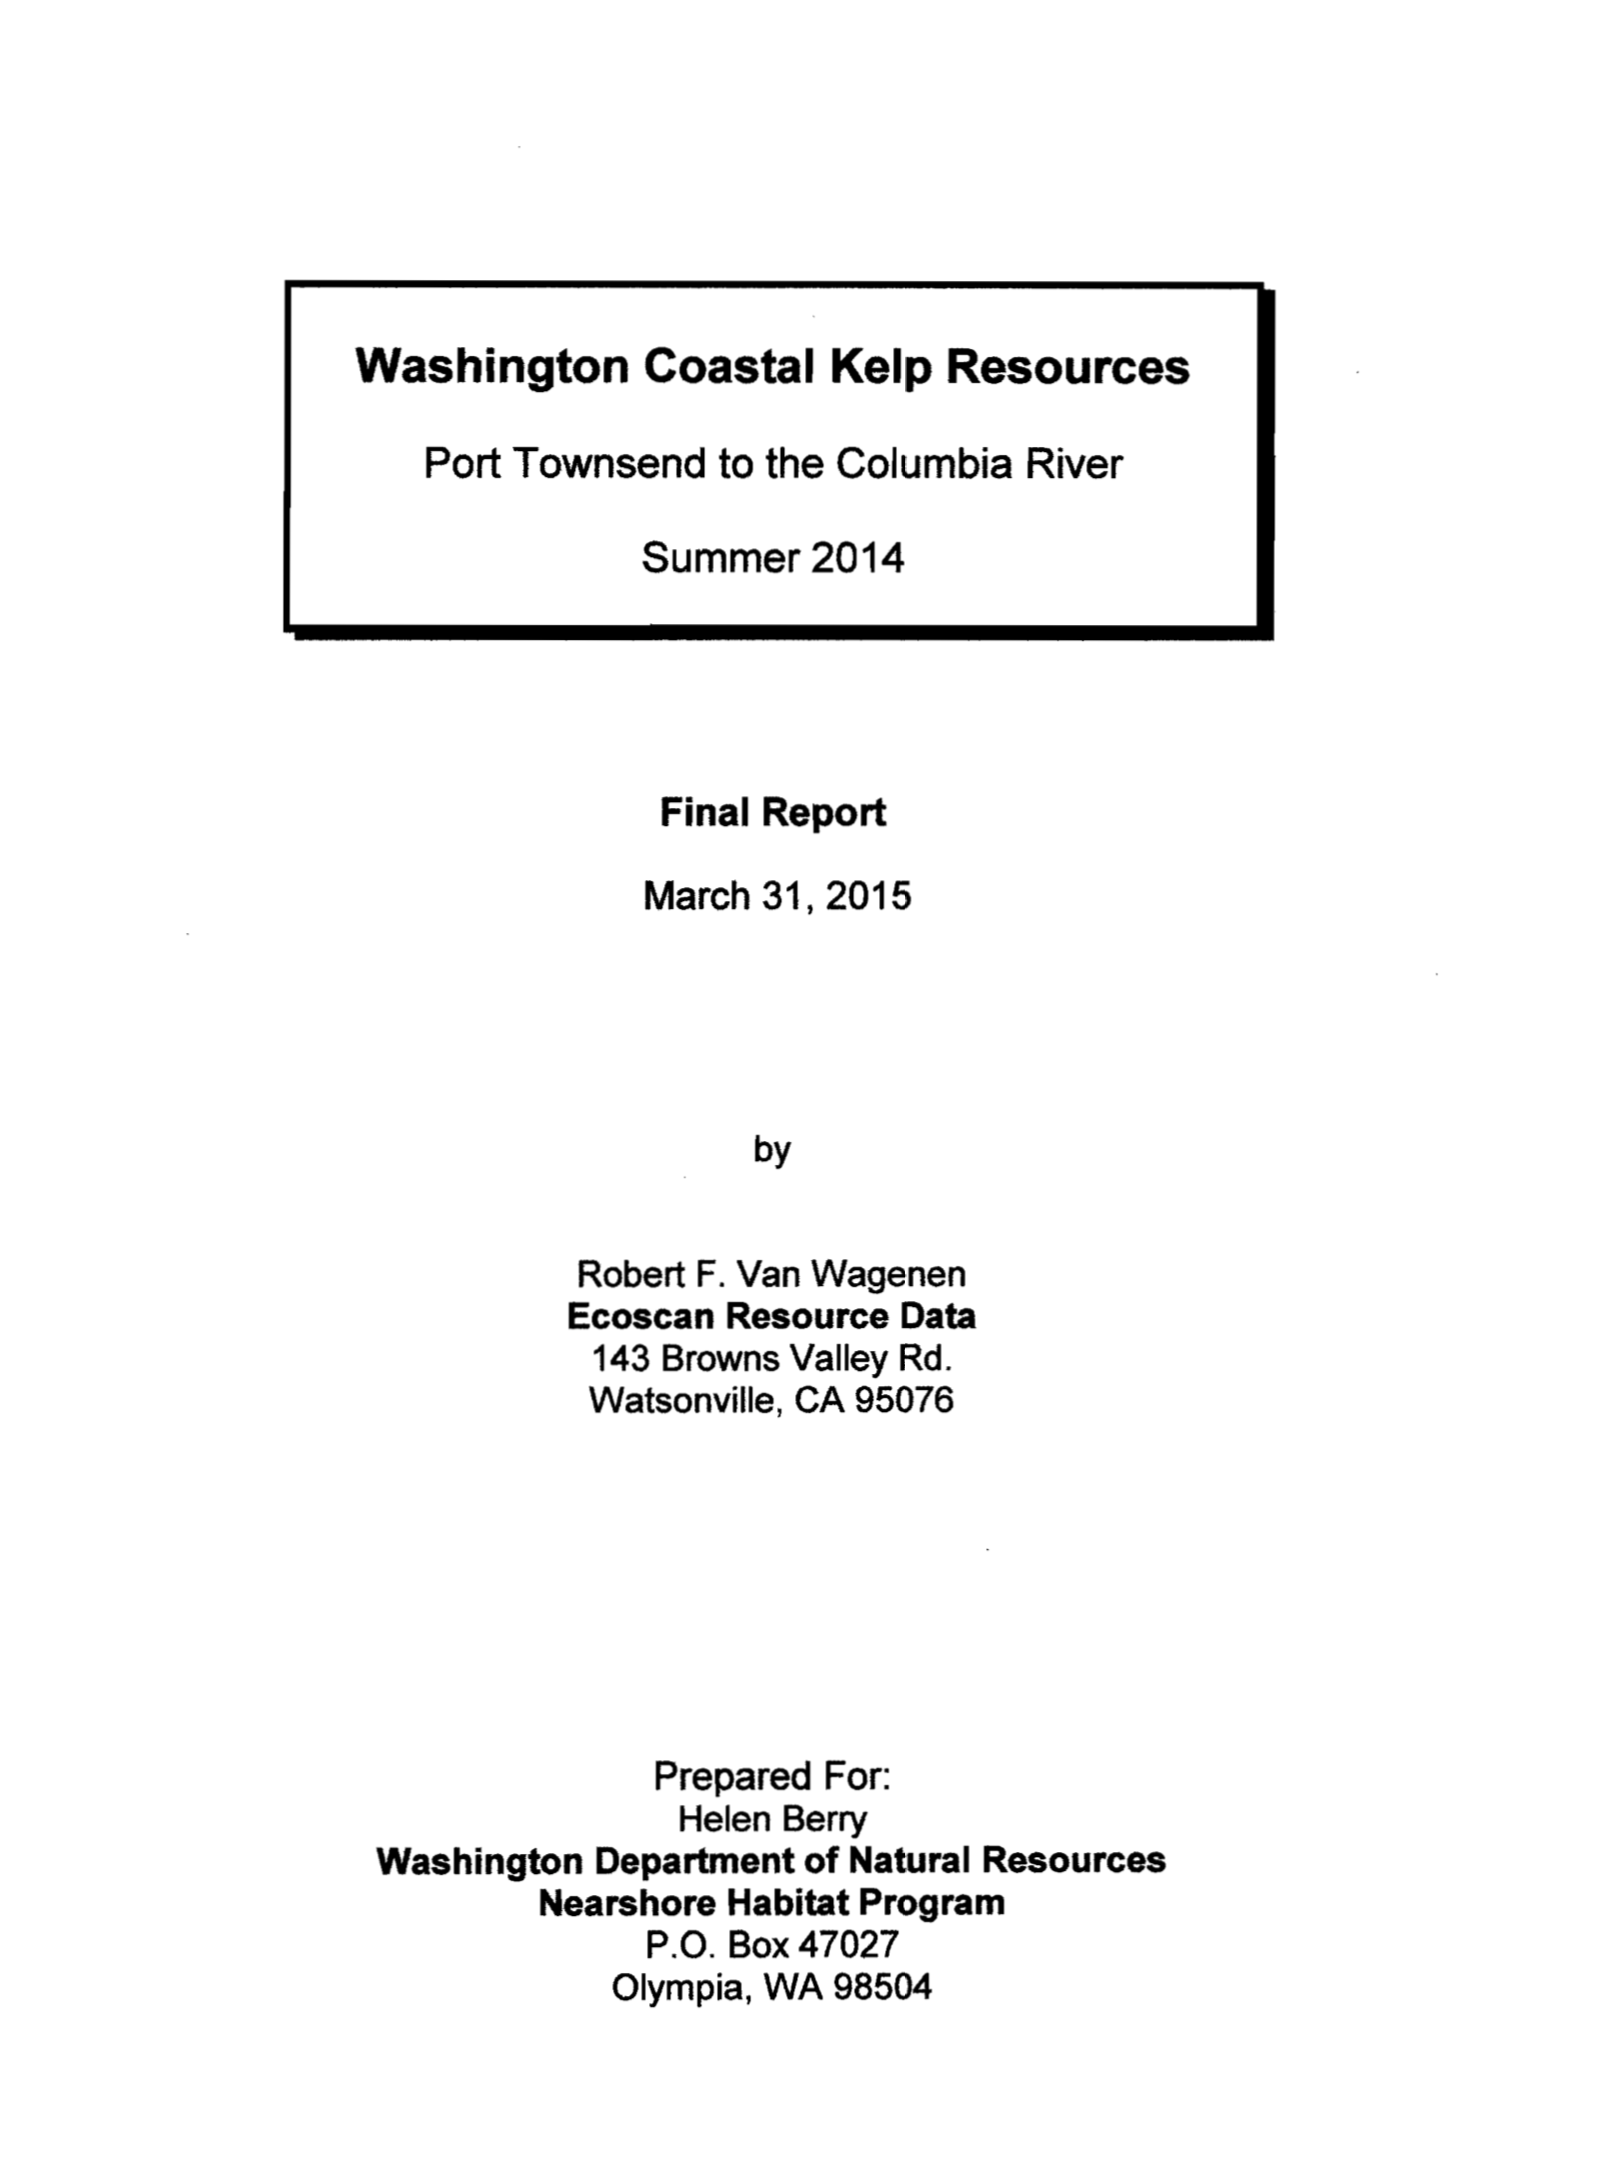 Washington Coastal Kelp Resources
Port Townsend to the Columbia River
Summer 2014
Final Report
March 31, 2015
by
Robert F. Van Wagenen
Ecoscan Resource Data
143 Browns Valley Rd.
Watsonville, CA 95076
Prepared For:
Helen Berry
Washington Department of Natural Resources
Nearshore Habitat Program
P.O. Box 47027
Olympia, WA 98504